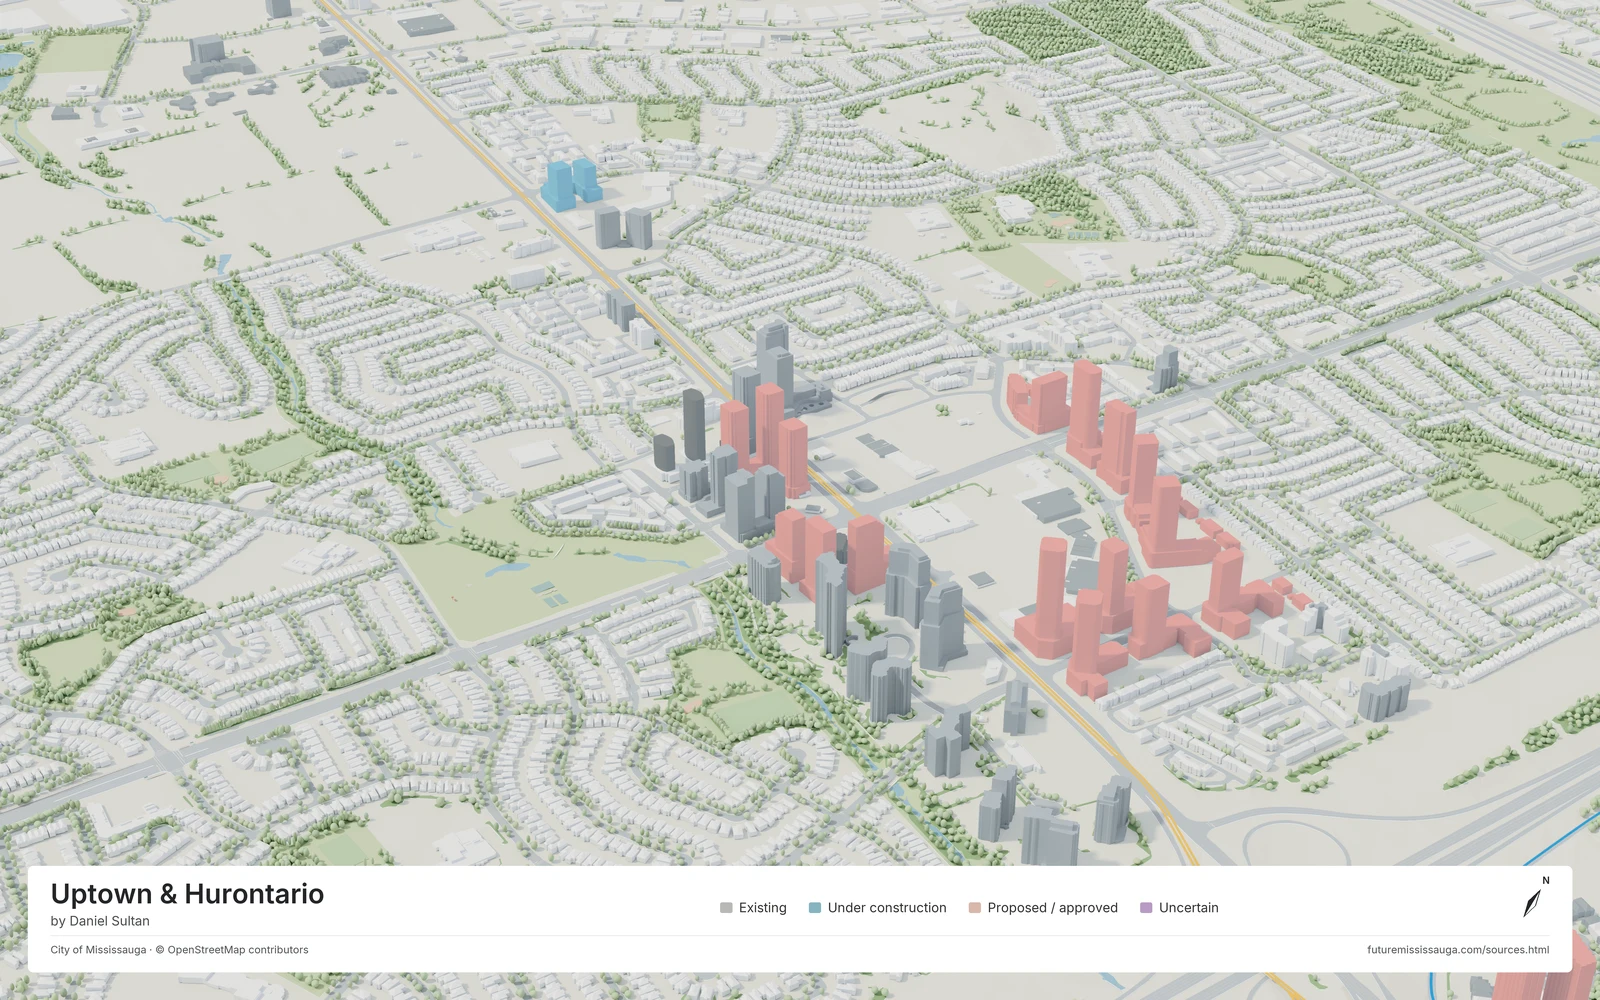 Uptown & Hurontario
by Daniel Sultan
Existing
Under construction
Proposed / approved
Uncertain
N
City of Mississauga · © OpenStreetMap contributors
futuremississauga.com/sources.html